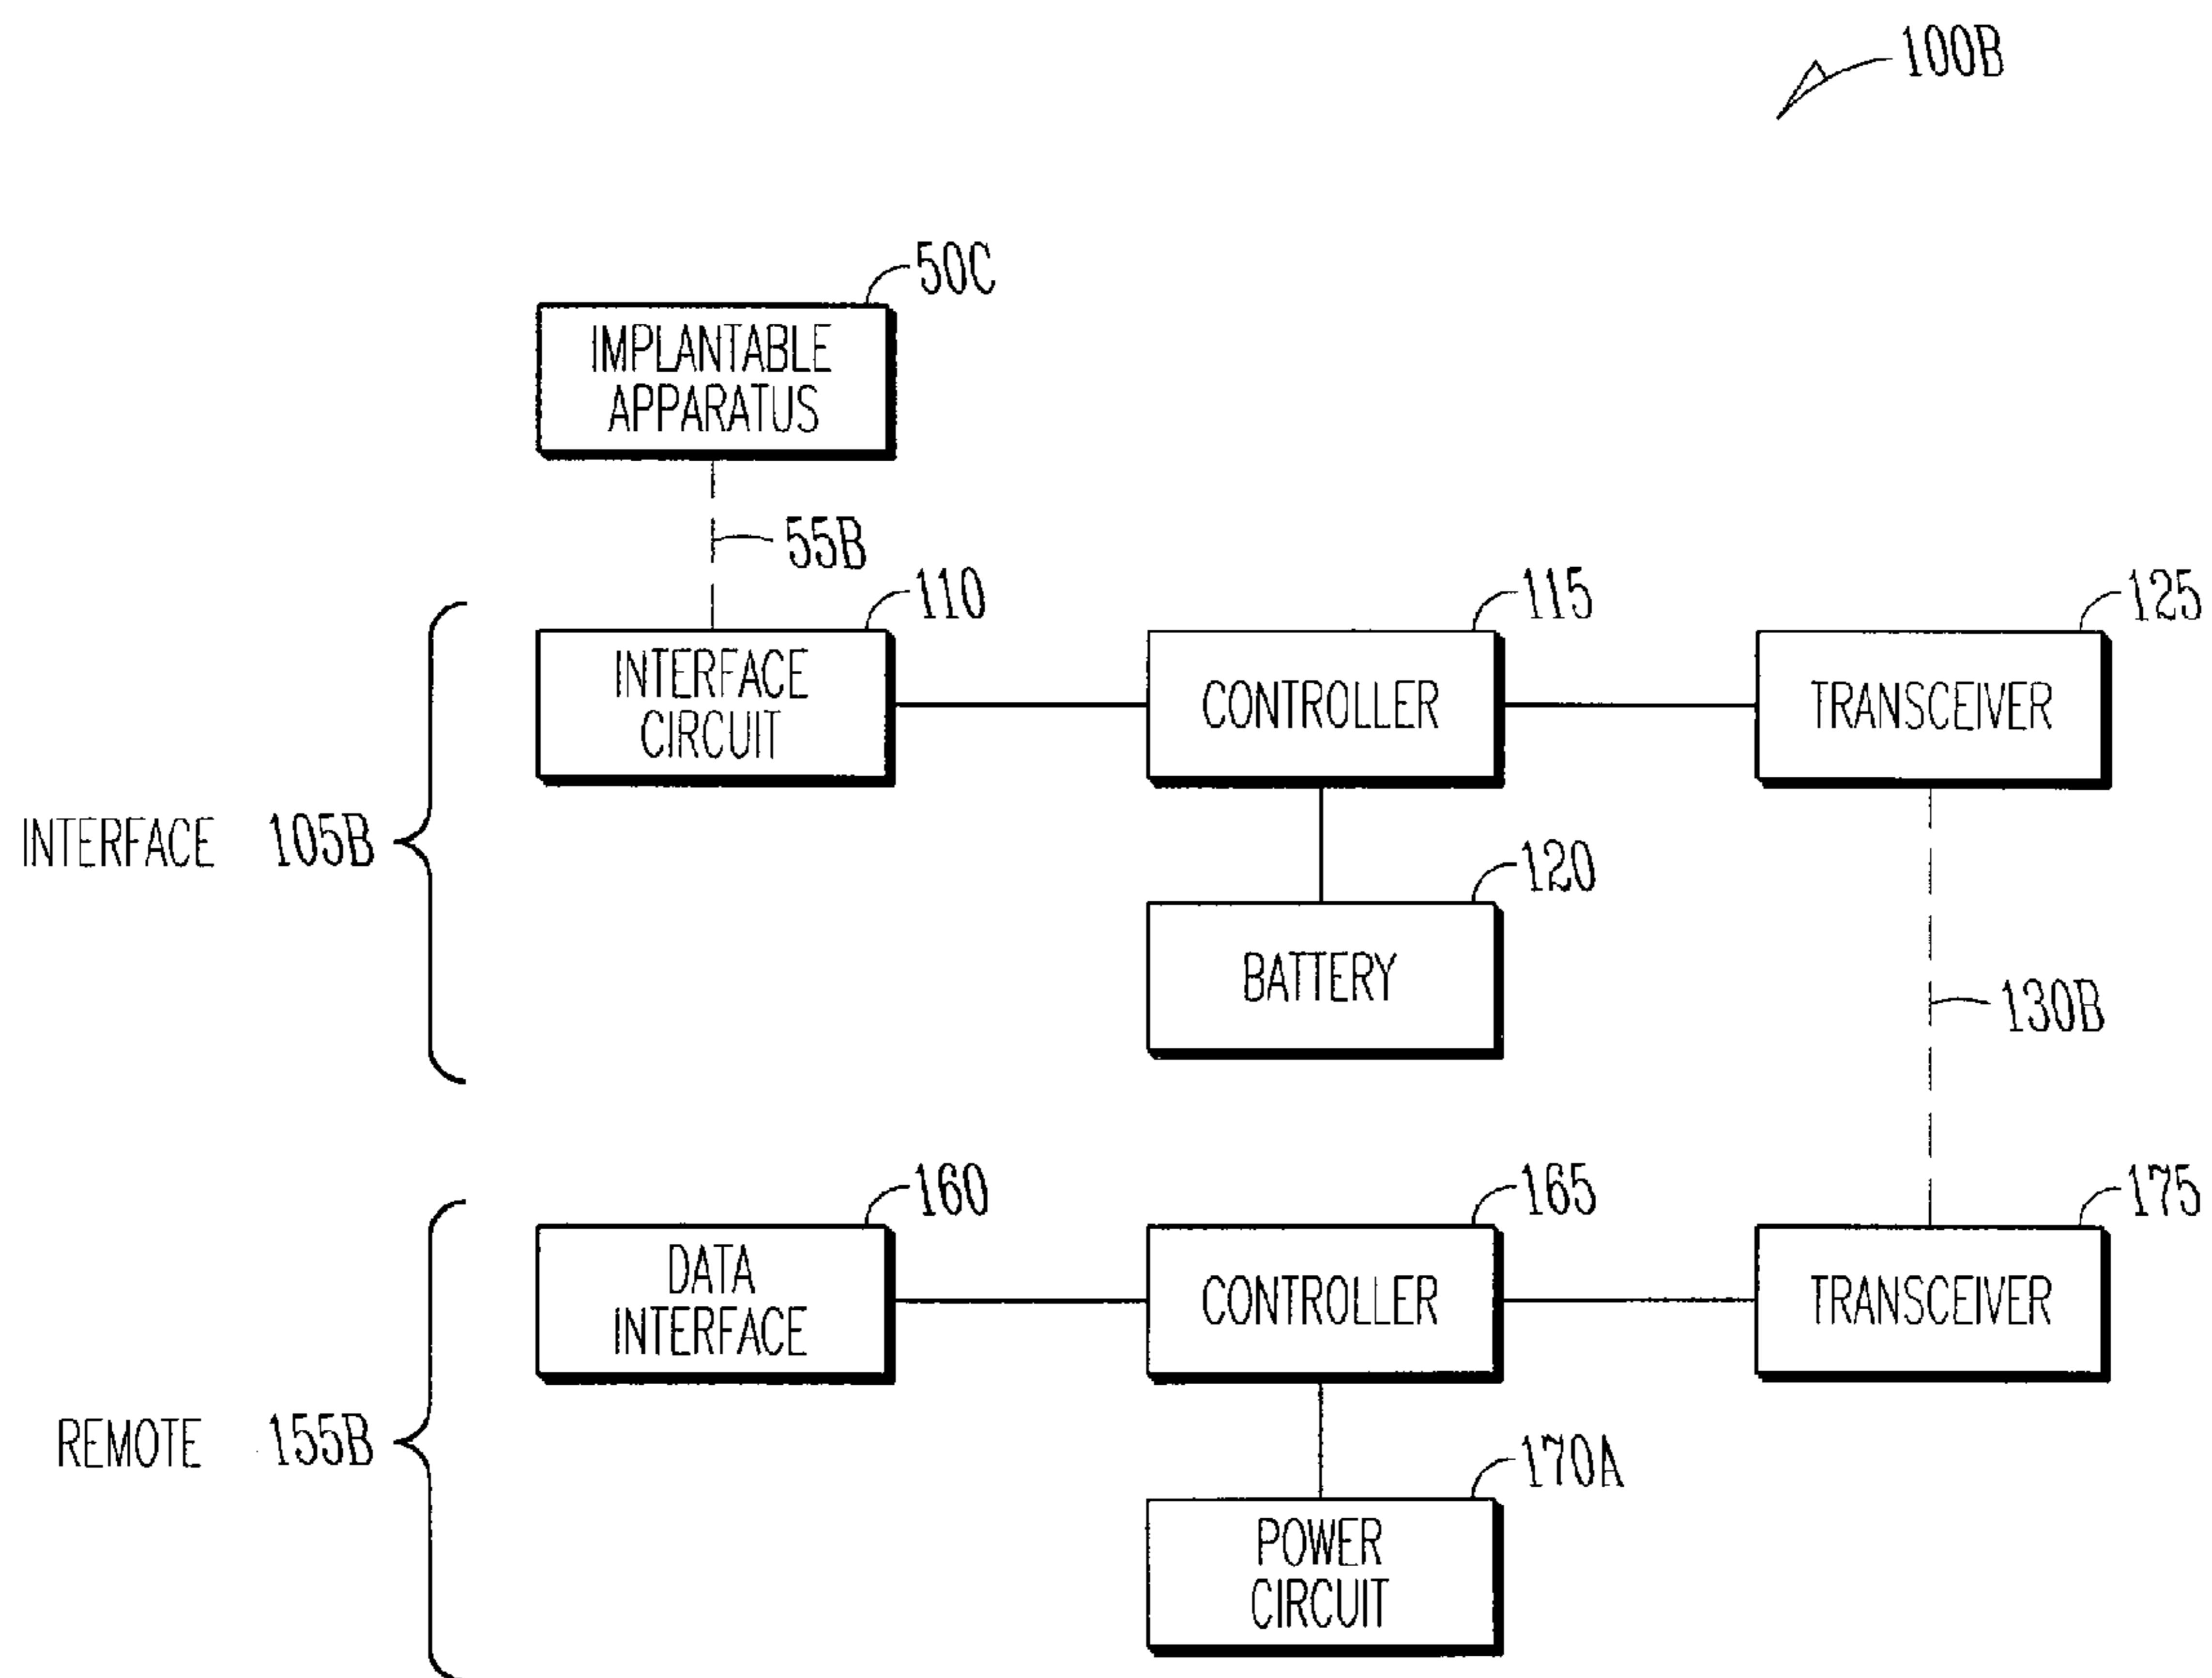 100B
50C
IMPLANTABLE
APPARATUS
55B
110
115
125
INTERFACE
CIRCUIT
CONTROLLER
TRANSCEIVER
INTERFACE 105B
120
BATTERY
130B
160
165
175
DATA
INTERFACE
CONTROLLER
TRANSCEIVER
REMOTE 155B
170A
POWER
CIRCUIT